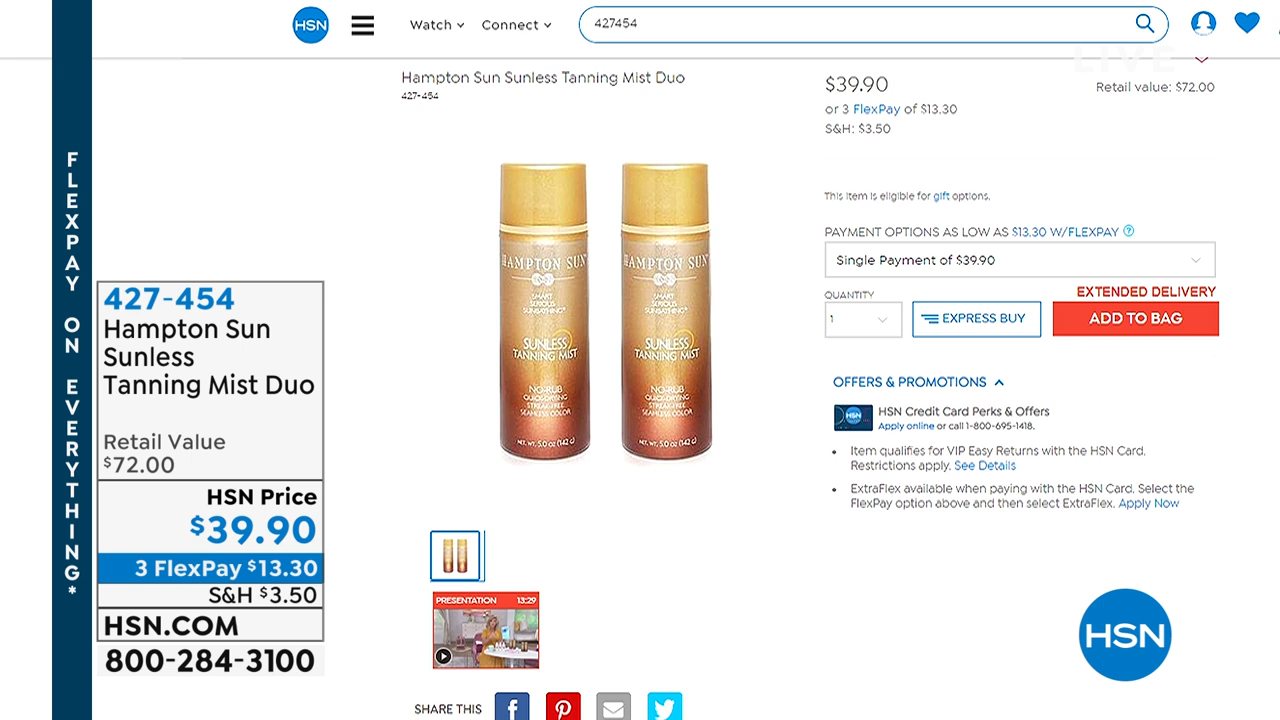 HSN
Watch
Connect
427454
LIVE
FLEXPAY ON EVERYTHING*
427-454
Hampton Sun
Sunless
Tanning Mist Duo
Retail Value
$72.00
HSN Price
$39.90
3 FlexPay $13.30
S&H $3.50
HSN.COM
800-284-3100
Hampton Sun Sunless Tanning Mist Duo
427-454
HAMPTON SUN
SMART
SERIOUS
SUNBATHING
SUNLESS
TANNING MIST
NO-RUB
QUICK-DRYING
STREAK-FREE
SEAMLESS COLOR
NET. WT. 5.0 oz (142 g)
HAMPTON SUN
SMART
SERIOUS
SUNBATHING
SUNLESS
TANNING MIST
NO-RUB
QUICK-DRYING
STREAK-FREE
SEAMLESS COLOR
NET. WT. 5.0 oz (142 g)
PRESENTATION 13:29
SHARE THIS
$39.90
Retail value: $72.00
or 3 FlexPay of $13.30
S&H: $3.50
This item is eligible for gift options.
PAYMENT OPTIONS AS LOW AS $13.30 W/FLEXPAY ?
Single Payment of $39.90
QUANTITY
EXTENDED DELIVERY
1
EXPRESS BUY
ADD TO BAG
OFFERS & PROMOTIONS
HSN
HSN Credit Card Perks & Offers
Apply online or call 1-800-695-1418.
• Item qualifies for VIP Easy Returns with the HSN Card.
Restrictions apply. See Details
• ExtraFlex available when paying with the HSN Card. Select the
FlexPay option above and then select ExtraFlex. Apply Now
HSN